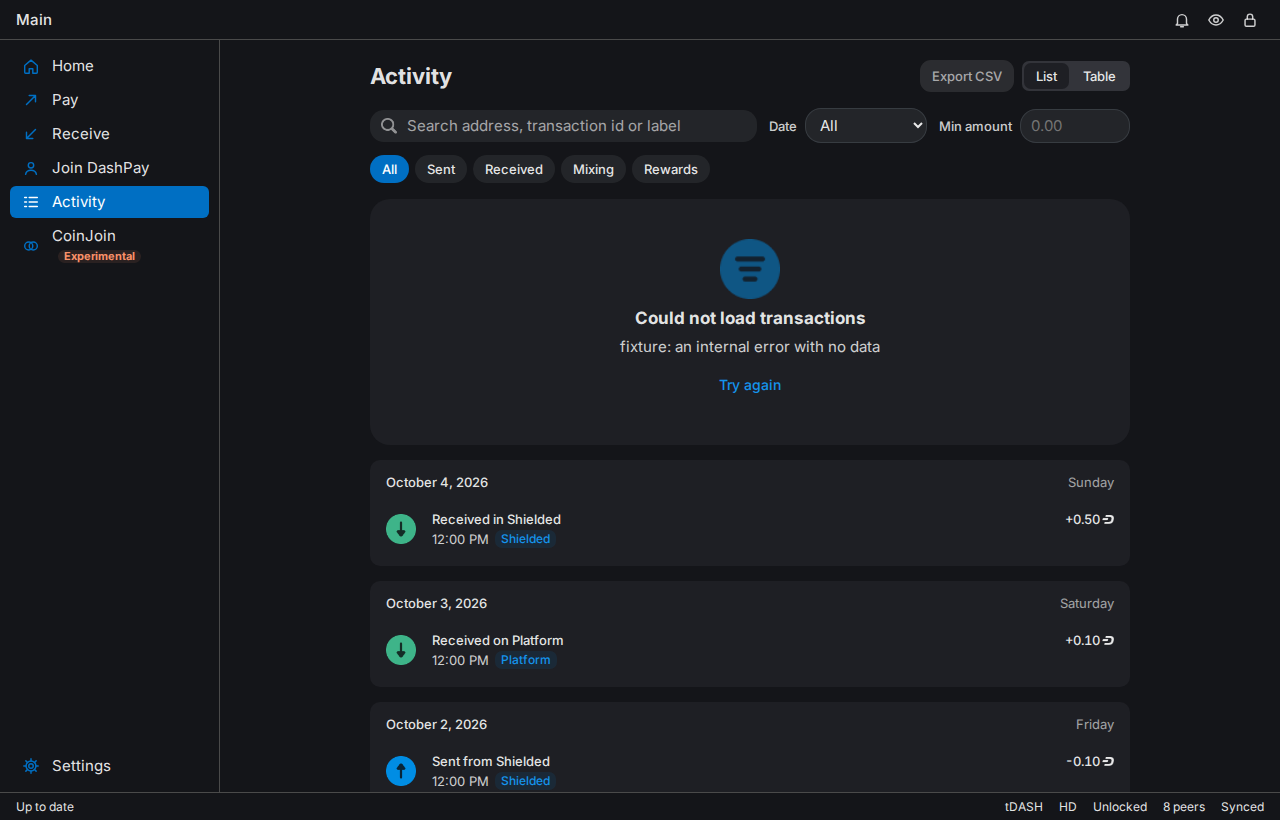 Main
Home
Pay
Receive
Join DashPay
Activity
CoinJoin
Experimental
Settings
Activity
Export CSV
List
Table
Search address, transaction id or label
Date
All
Min amount
0.00
All
Sent
Received
Mixing
Rewards
Could not load transactions
fixture: an internal error with no data
Try again
October 4, 2026
Sunday
Received in Shielded
+0.50
12:00 PM
Shielded
October 3, 2026
Saturday
Received on Platform
+0.10
12:00 PM
Platform
October 2, 2026
Friday
Sent from Shielded
-0.10
12:00 PM
Shielded
Up to date
tDASH
HD
Unlocked
8 peers
Synced